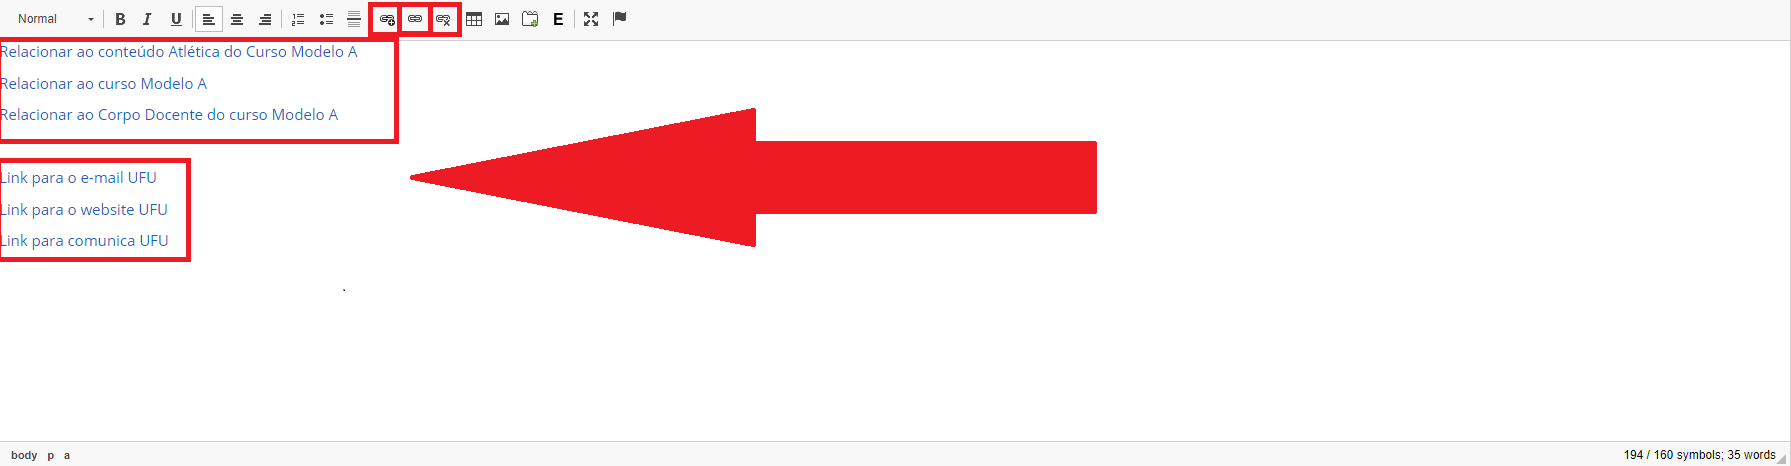 Normal B I U E
Relacionar ao conteúdo Atlética do Curso Modelo A
Relacionar ao curso Modelo A
Relacionar ao Corpo Docente do curso Modelo A
Link para o e-mail UFU
Link para o website UFU
Link para comunica UFU
.
body p a 194 / 160 symbols; 35 words